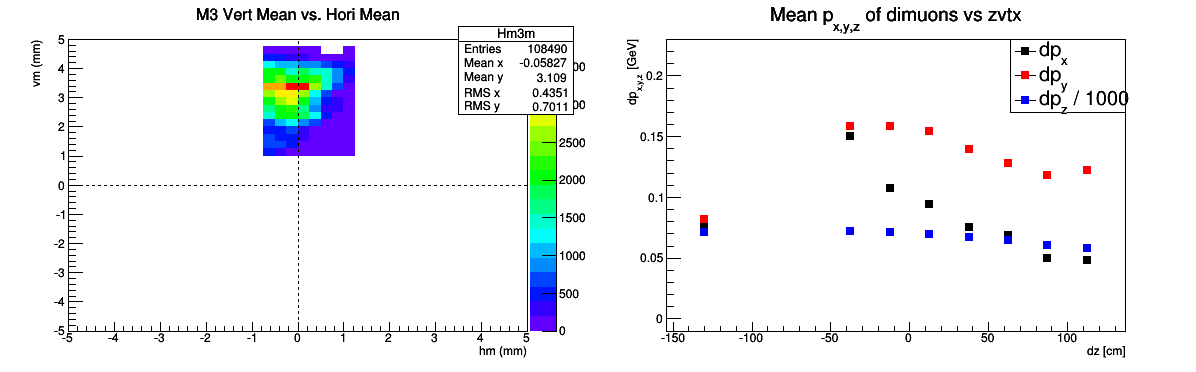 M3 Vert Mean vs. Hori Mean
Hm3m
Entries 108490
Mean x -0.05827
Mean y 3.109
RMS x 0.4351
RMS y 0.7011
vm (mm)
5
4
3
2
1
0
-1
-2
-3
-4
-5
-5 -4 -3 -2 -1 0 1 2 3 4 5
hm (mm)
2500
2000
1500
1000
500
0
Mean px,y,z of dimuons vs zvtx
dpx,y,z [GeV]
dpx
dpy
dpz / 1000
0.2
0.15
0.1
0.05
0
-150 -100 -50 0 50 100
dz [cm]